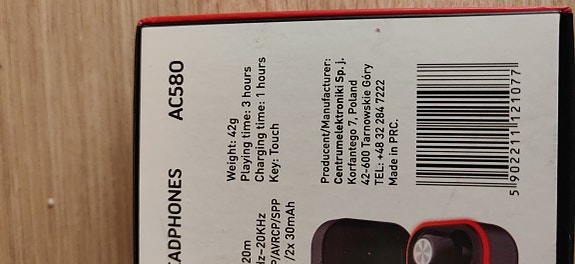 EADPHONES AC580
20m
Hz~20KHz
P/AVRCP/SPP
/2x 30mAh
Weight: 42g
Playing time: 3 hours
Charging time: 1 hours
Key: Touch
Producent/Manufacturer:
Centrumelektroniki Sp. j.
Korfantego 7, Poland
42-600 Tarnowskie Góry
TEL: +48 32 284 7222
Made in PRC.
5 902211 121077